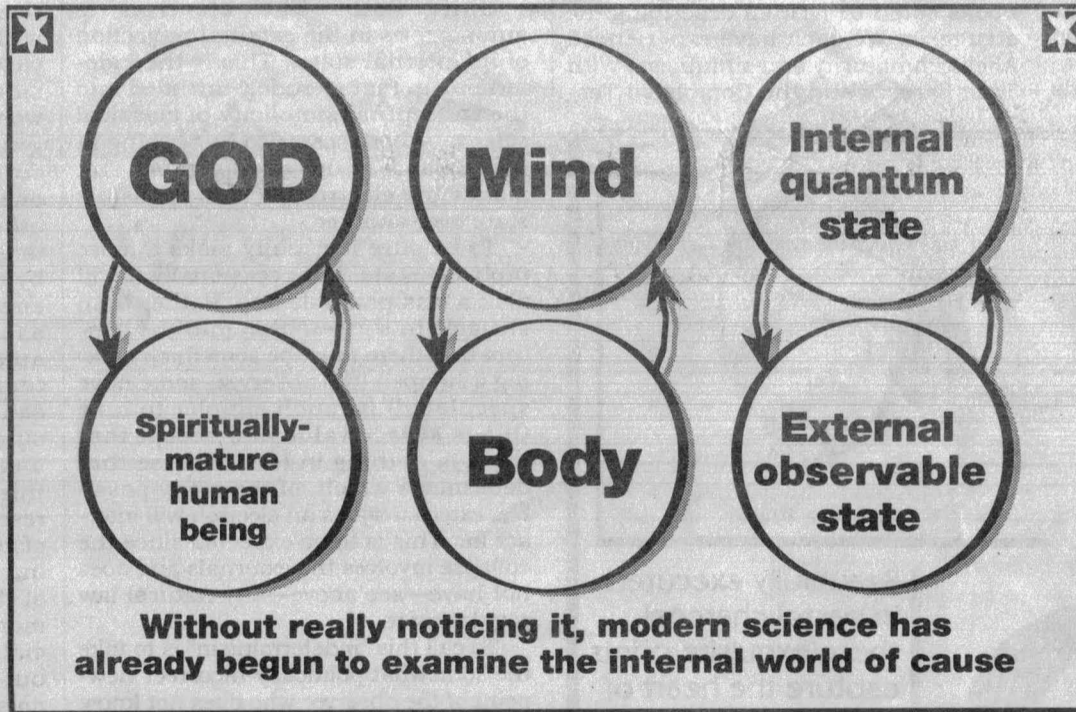 GOD
Mind
Internal
quantum
state
Spiritually-
mature
human
being
Body
External
observable
state
Without really noticing it, modern science has
already begun to examine the internal world of cause